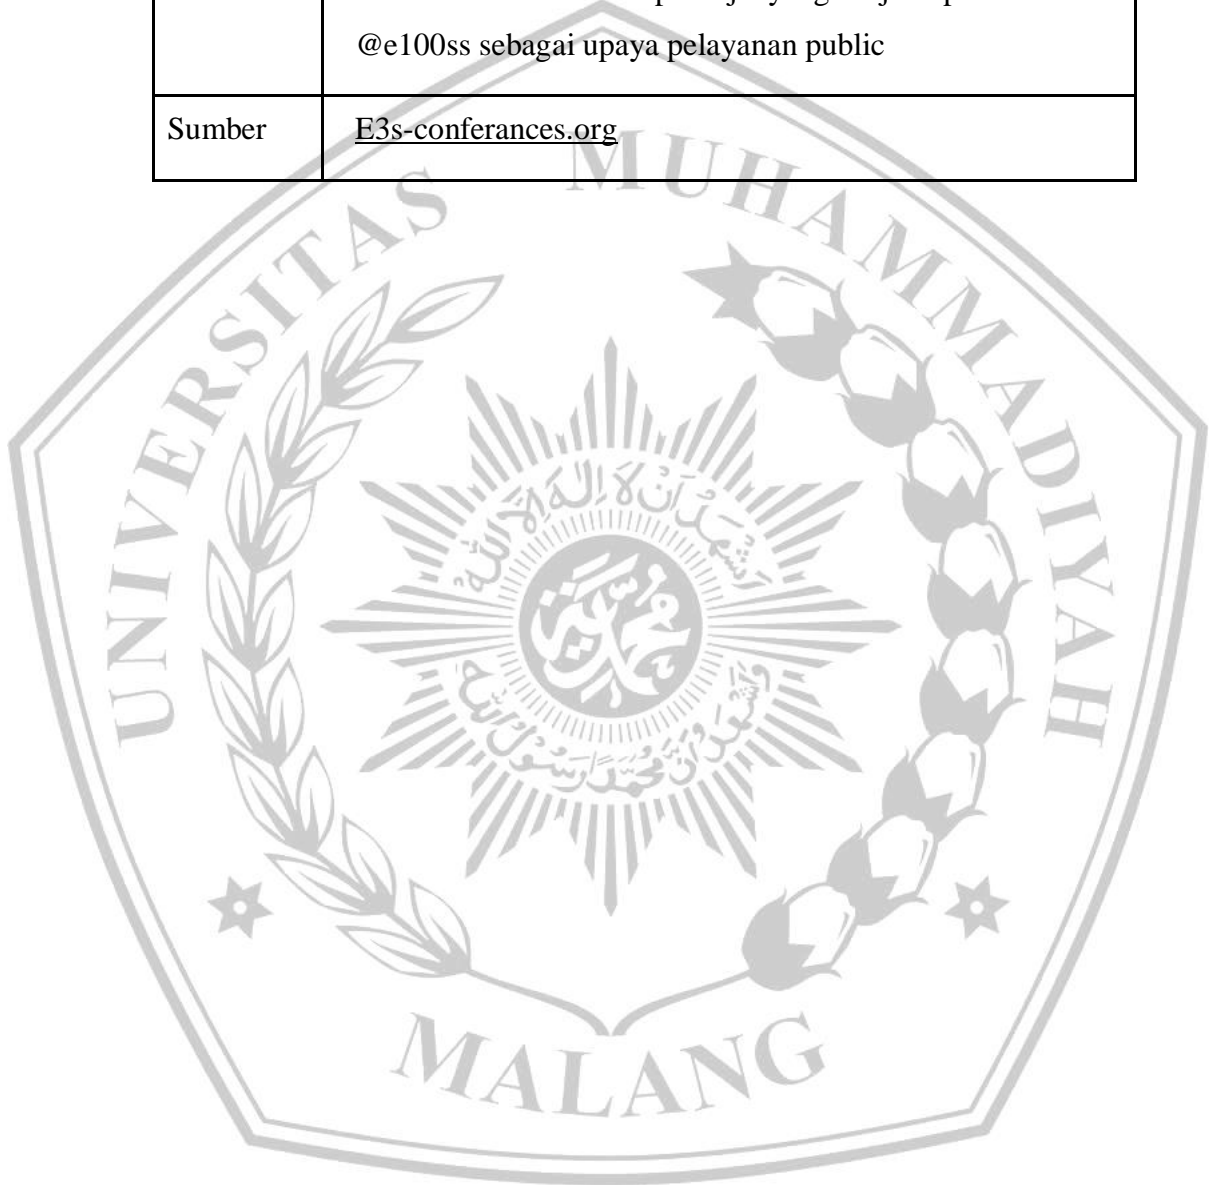 @e100ss sebagai upaya pelayanan public
Sumber
E3s-conferances.org
UNIVERSITAS MUHAMMADIYAH
MALANG